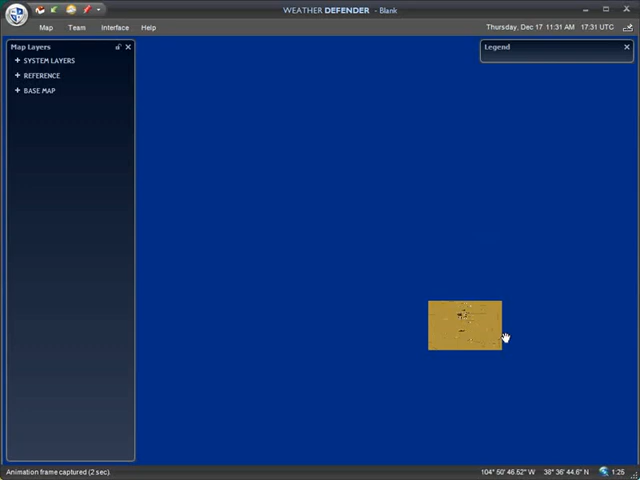 WEATHER DEFENDER - Blank
Map Team Interface Help
Thursday, Dec 17 11:31 AM 17:31 UTC
Map Layers
SYSTEM LAYERS
REFERENCE
BASE MAP
Legend
Animation frame captured (2 sec).
104° 50' 46.52" W 38° 36' 44.6" N 1:25